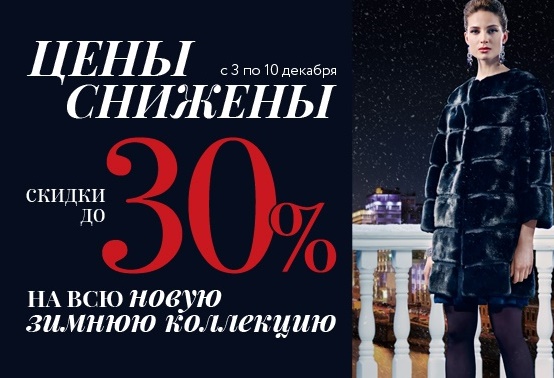 ЦЕНЫ
с 3 по 10 декабря
СНИЖЕНЫ
СКИДКИ
ДО
30%
НА ВСЮ новую
зимнюю коллекцию